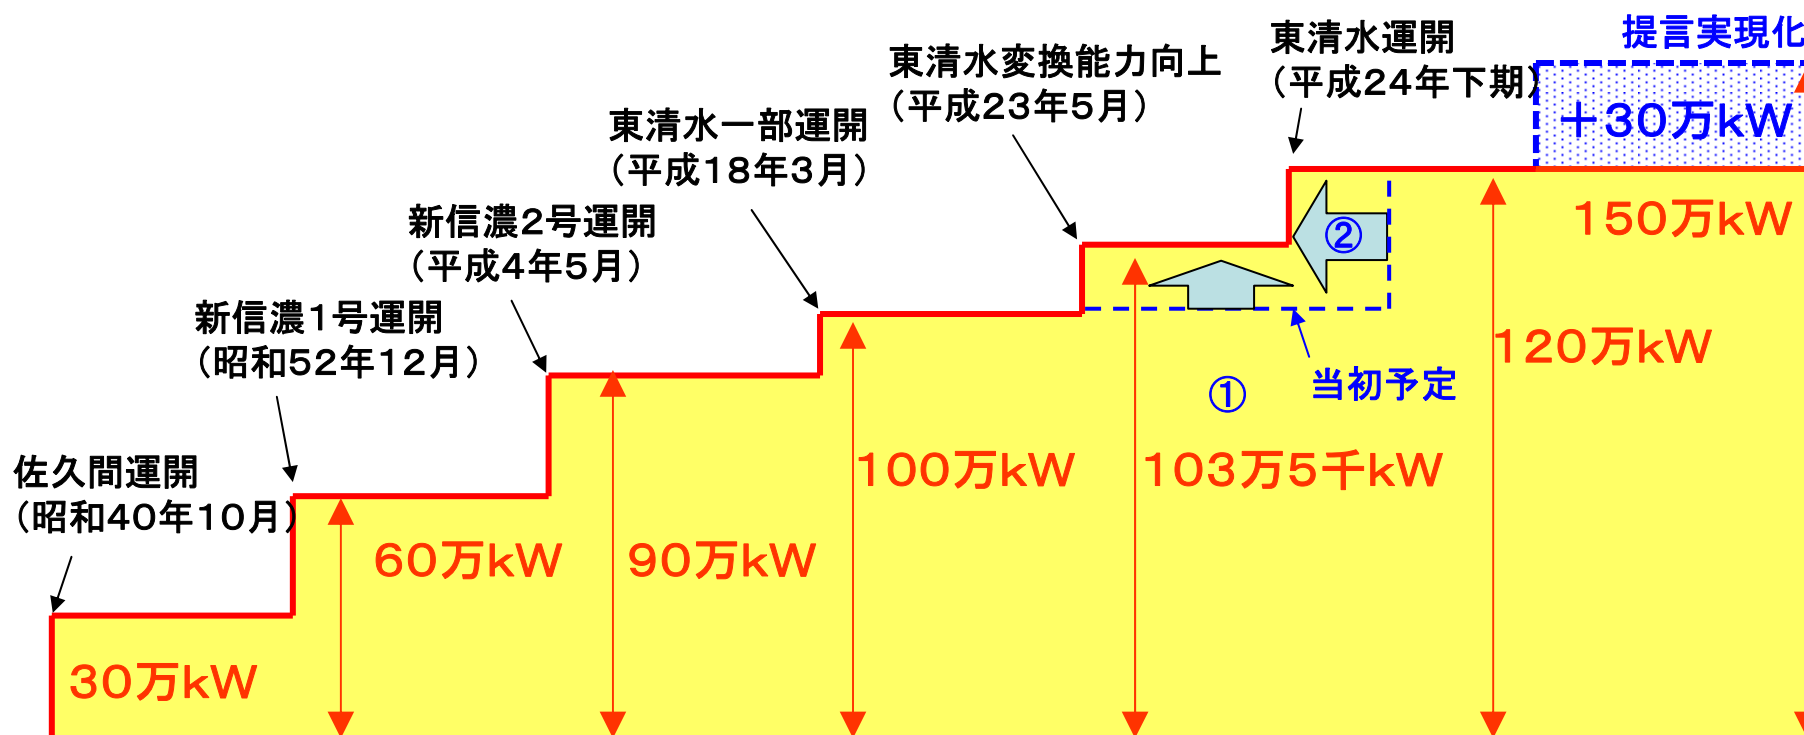 佐久間運開
(昭和40年10月)
30万kW
新信濃1号運開
(昭和52年12月)
60万kW
新信濃2号運開
(平成4年5月)
90万kW
東清水一部運開
(平成18年3月)
100万kW
東清水変換能力向上
(平成23年5月)
103万5千kW
①
当初予定
②
東清水運開
(平成24年下期)
120万kW
提言実現化
+30万kW
150万kW